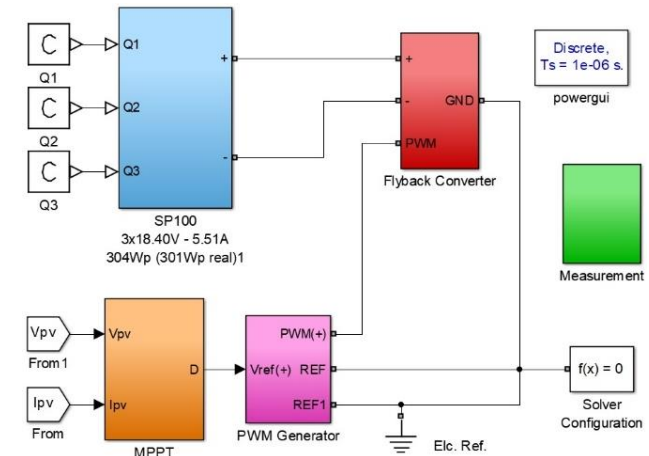 C
Q1
C
Q2
C
Q3
Q1
Q2
Q3
+
-
SP100
3x18.40V - 5.51A
304Wp (301Wp real)1
+
-
PWM
GND
Flyback Converter
Discrete,
Ts = 1e-06 s.
powergui
Measurement
Vpv
From1
Ipv
From
Vpv
Ipv
D
MPPT
Vref(+)
PWM(+)
REF
REF1
PWM Generator
Elc. Ref.
f(x) = 0
Solver
Configuration